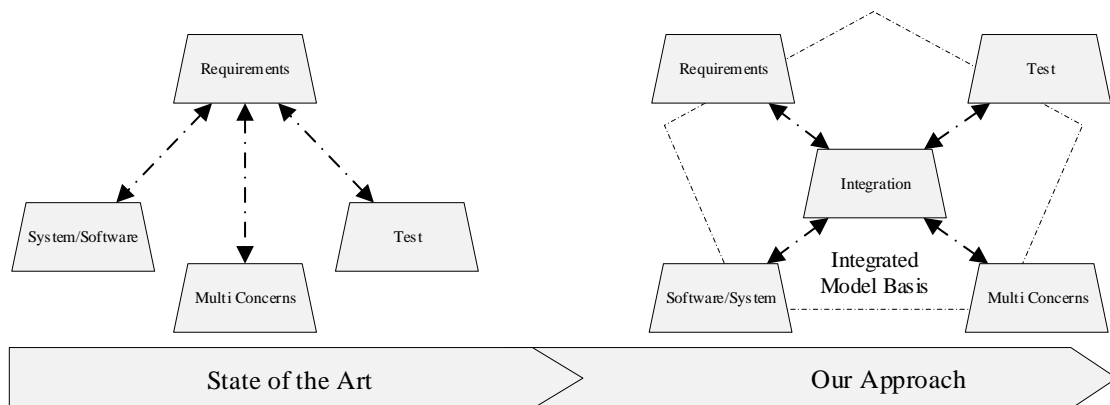 Requirements
System/Software
Test
Multi Concerns
State of the Art
Requirements
Test
Integration
Integrated
Model Basis
Software/System
Multi Concerns
Our Approach